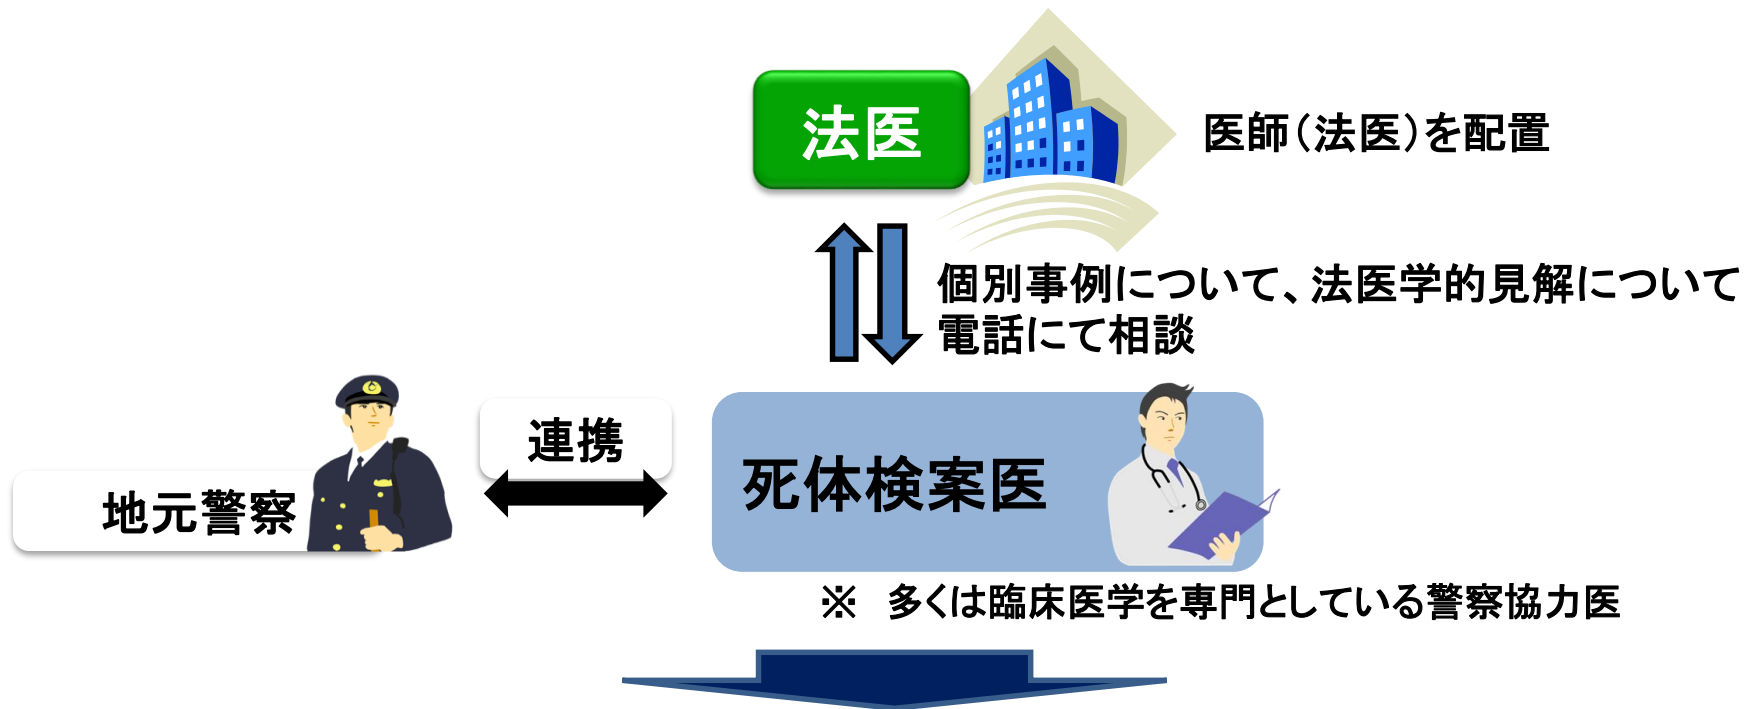 法医
医師（法医）を配置
個別事例について、法医学的見解について
電話にて相談
連携
地元警察
死体検案医
※　多くは臨床医学を専門としている警察協力医